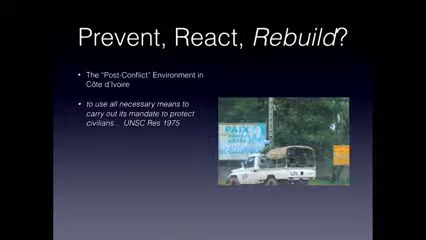 Prevent, React, Rebuild?
• The “Post-Conflict” Environment in
Côte d’Ivoire
• to use all necessary means to
carry out its mandate to protect
civilians... UNSC Res 1975
PAIX
UN